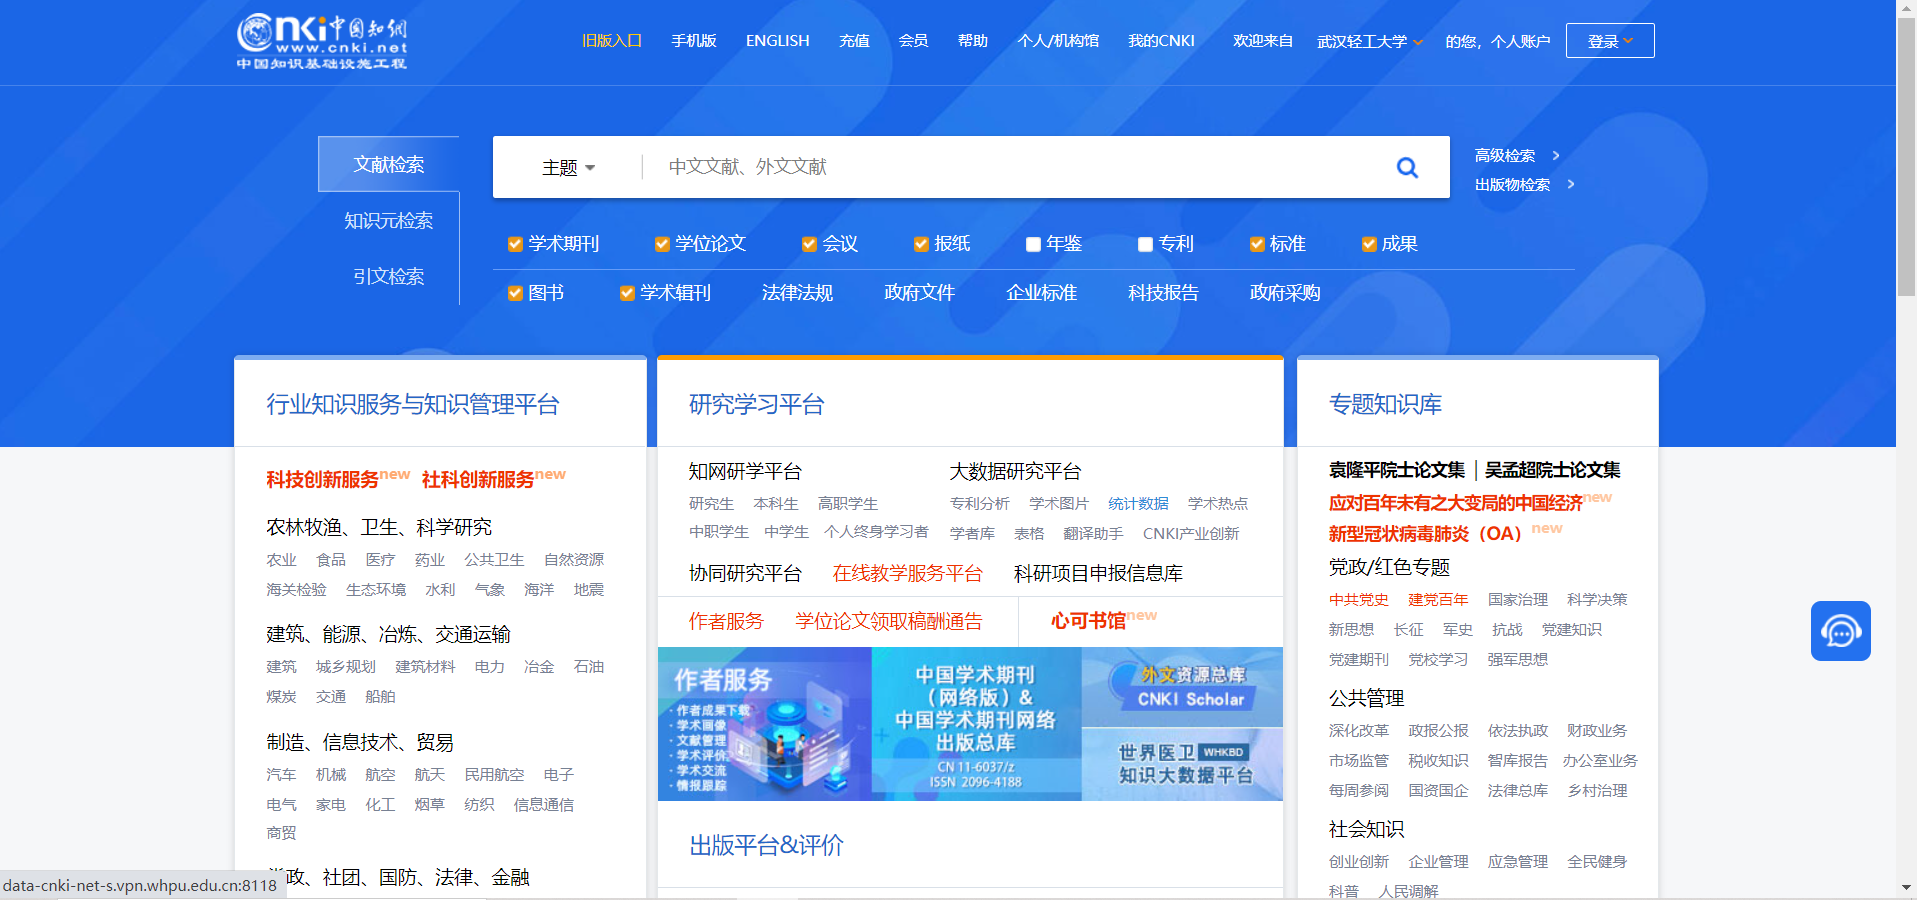 Cnki中国知网
www.cnki.net
中国知识基础设施工程
旧版入口 手机版 ENGLISH 充值 会员 帮助 个人/机构馆 我的CNKI 欢迎来自 武汉轻工大学 的您，个人账户 登录
文献检索
知识元检索
引文检索
主题 中文文献、外文文献
高级检索 >
出版物检索 >
学术期刊 学位论文 会议 报纸 年鉴 专利 标准 成果
图书 学术辑刊 法律法规 政府文件 企业标准 科技报告 政府采购
行业知识服务与知识管理平台
科技创新服务new 社科创新服务new
农林牧渔、卫生、科学研究
农业 食品 医疗 药业 公共卫生 自然资源
海关检验 生态环境 水利 气象 海洋 地震
建筑、能源、冶炼、交通运输
建筑 城乡规划 建筑材料 电力 冶金 石油
煤炭 交通 船舶
制造、信息技术、贸易
汽车 机械 航空 航天 民用航空 电子
电气 家电 化工 烟草 纺织 信息通信
商贸
政、社团、国防、法律、金融
data-cnki-net-s.vpn.whpu.edu.cn:8118
研究学习平台
知网研学平台
研究生 本科生 高职学生
中职学生 中学生 个人终身学习者
大数据研究平台
专利分析 学术图片 统计数据 学术热点
学者库 表格 翻译助手 CNKI产业创新
协同研究平台 在线教学服务平台 科研项目申报信息库
作者服务 学位论文领取稿酬通告 心可书馆new
作者服务
·作者成果下载
·学术画像
·文献管理
·学术评价
·学术交流
·情报跟踪
中国学术期刊
（网络版）&
中国学术期刊网络
出版总库
CN 11-6037/z
ISSN 2096-4188
外文资源总库
CNKI Scholar
世界医卫 WHKBD
知识大数据平台
出版平台&评价
专题知识库
袁隆平院士论文集 | 吴孟超院士论文集
应对百年未有之大变局的中国经济new
新型冠状病毒肺炎（OA）new
党政/红色专题
中共党史 建党百年 国家治理 科学决策
新思想 长征 军史 抗战 党建知识
党建期刊 党校学习 强军思想
公共管理
深化改革 政报公报 依法执政 财政业务
市场监管 税收知识 智库报告 办公室业务
每周参阅 国资国企 法律总库 乡村治理
社会知识
创业创新 企业管理 应急管理 全民健身
科普 人民调解